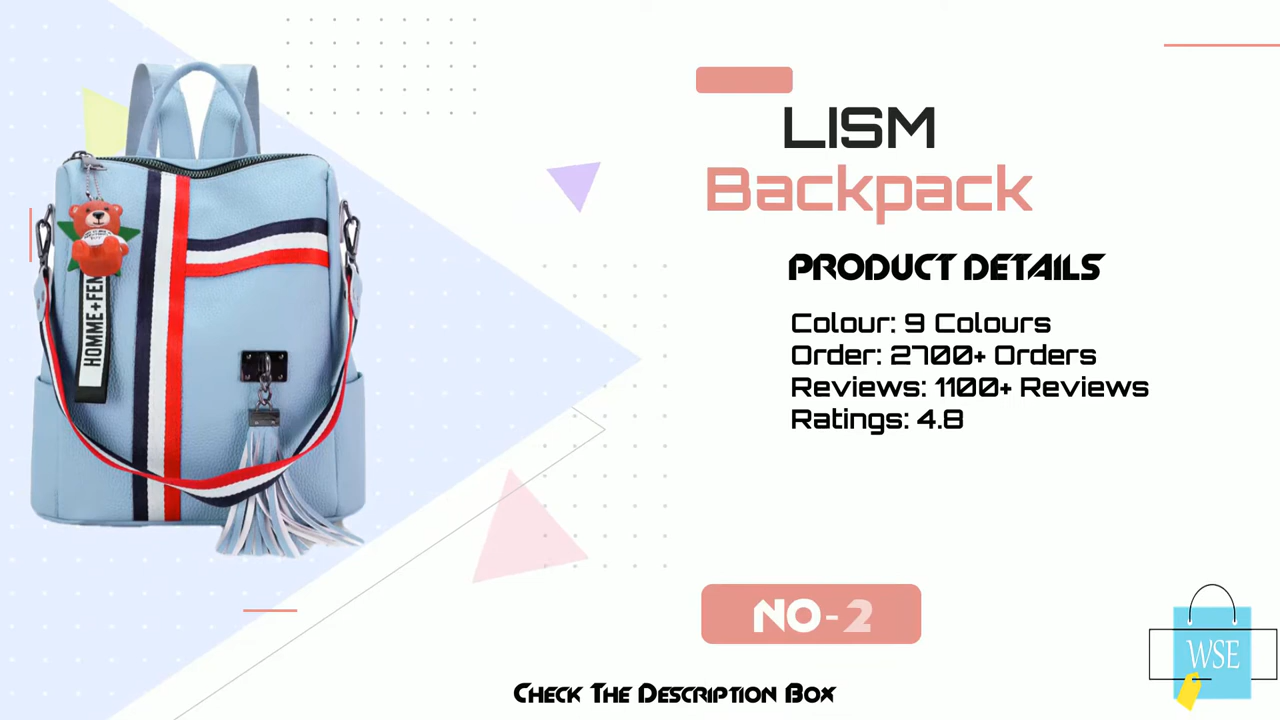 LISM
Backpack
PRODUCT DETAILS
Colour: 9 Colours
Order: 2700+ Orders
Reviews: 1100+ Reviews
Ratings: 4.8
HOMME+FEM
NO-2
WSE
Check The Description Box